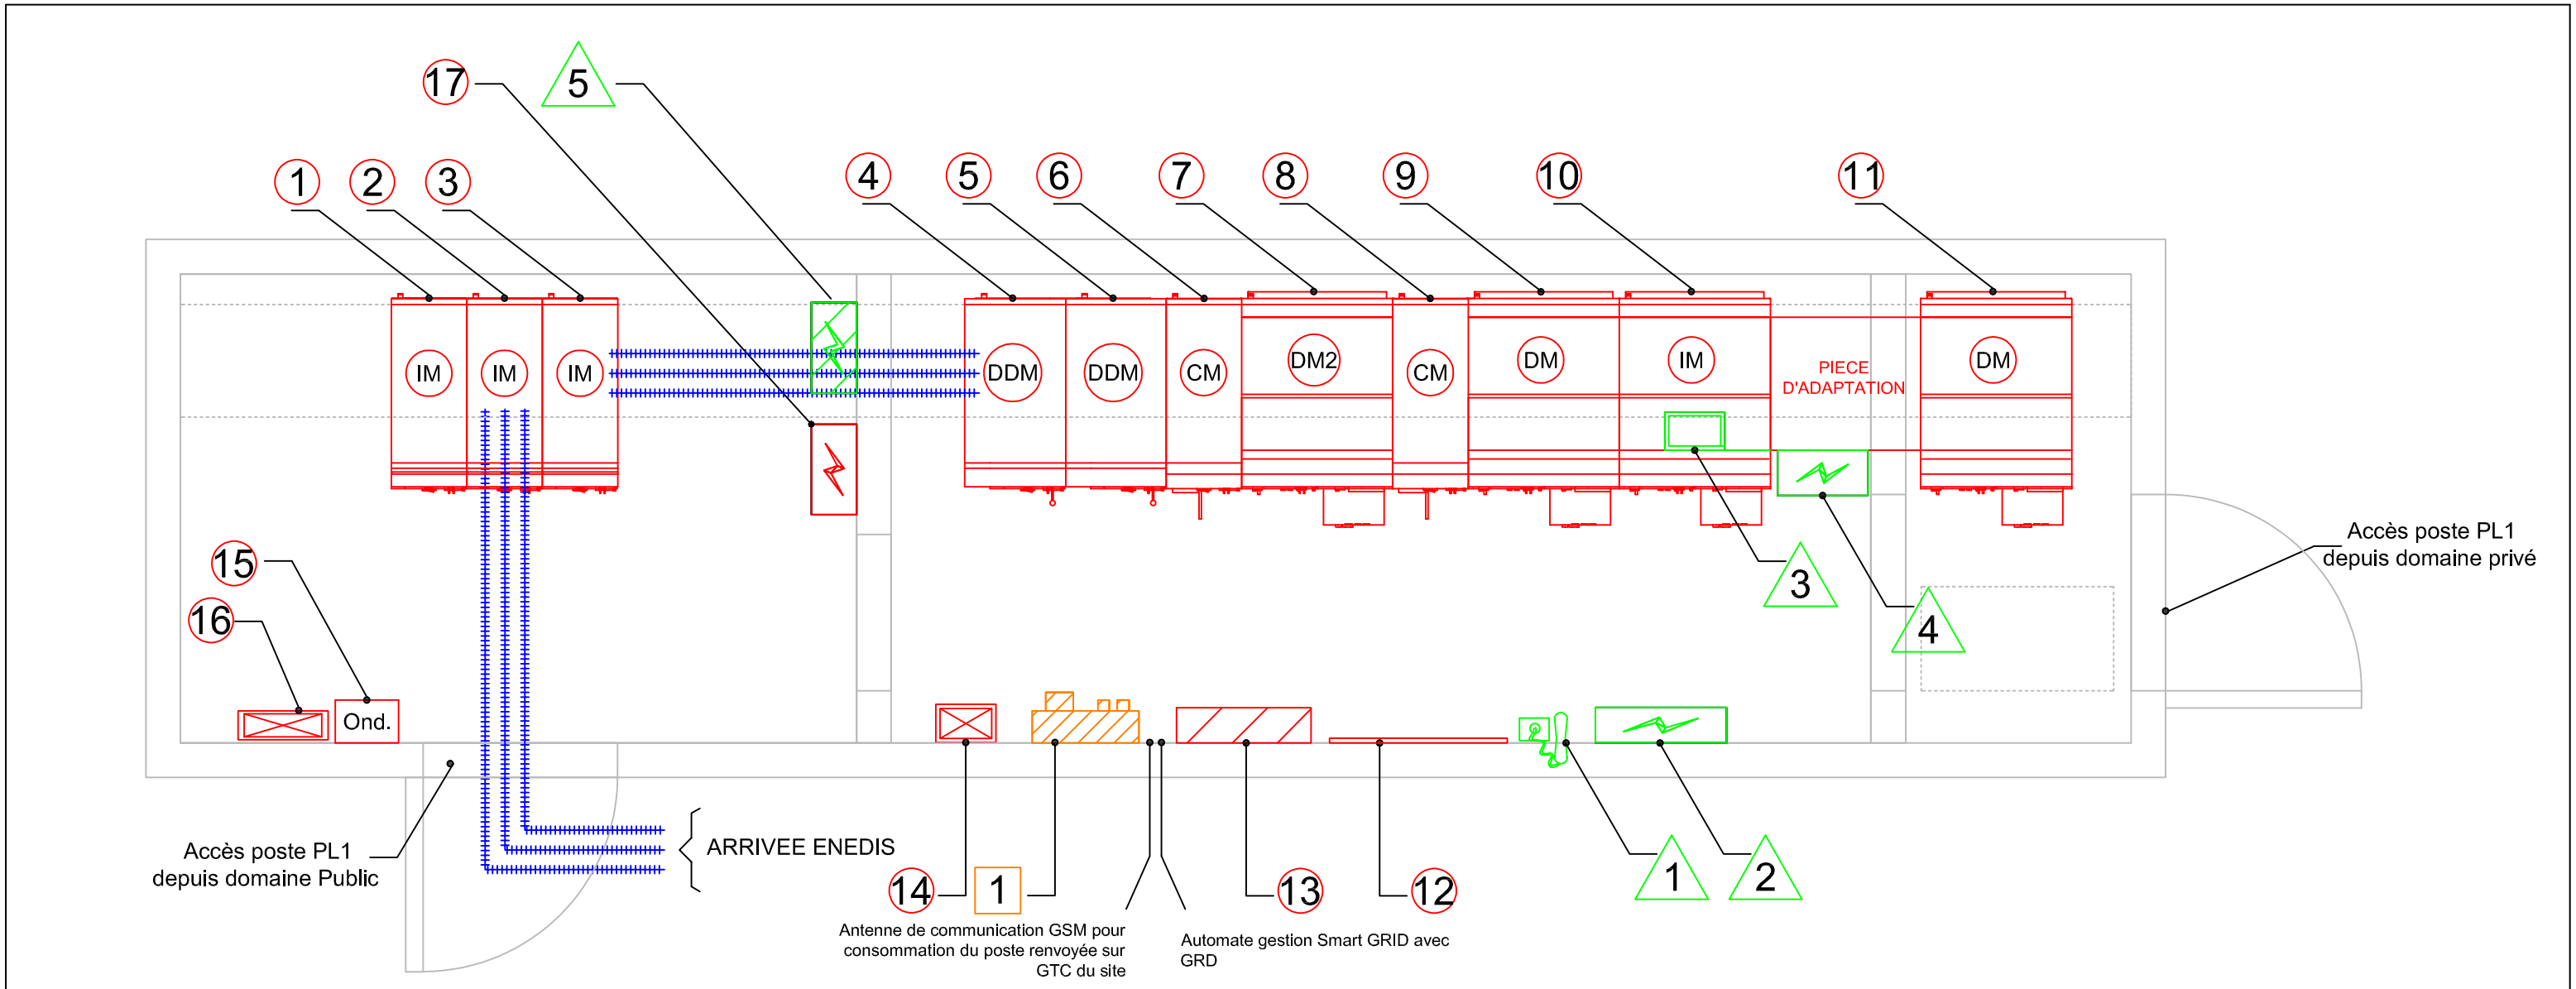 17
5
1
2
3
4
5
6
7
8
9
10
11
IM
IM
IM
DDM
DDM
CM
DM2
CM
DM
IM
PIECE
D'ADAPTATION
DM
15
16
Ond.
3
4
Accès poste PL1
depuis domaine privé
Accès poste PL1
depuis domaine Public
ARRIVEE ENEDIS
14
1
13
12
1
2
Antenne de communication GSM pour
consommation du poste renvoyée sur
GTC du site
Automate gestion Smart GRID avec
GRD